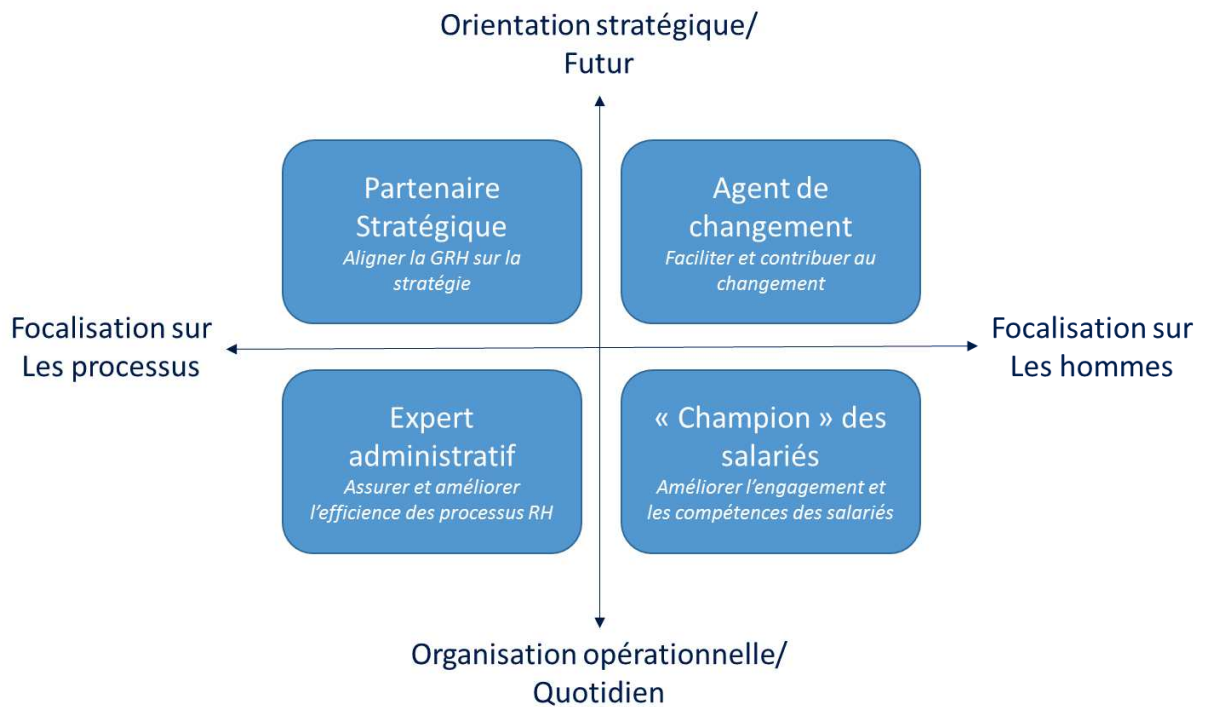 Orientation stratégique/
Futur
Partenaire
Stratégique
Aligner la GRH sur la
stratégie
Agent de
changement
Faciliter et contribuer au
changement
Focalisation sur
Les processus
Focalisation sur
Les hommes
Expert
administratif
Assurer et améliorer
l’efficience des processus RH
« Champion » des
salariés
Améliorer l’engagement et
les compétences des salariés
Organisation opérationnelle/
Quotidien